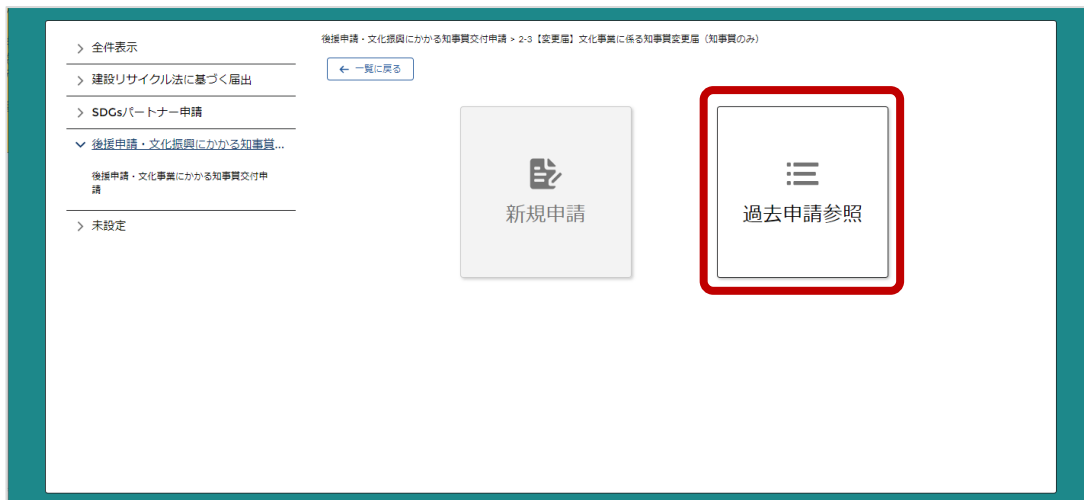 全件表示
建設リサイクル法に基づく届出
SDGsパートナー申請
後援申請・文化振興にかかる知事賞...
後援申請・文化事業にかかる知事賞交付申
請
未設定
後援申請・文化振興にかかる知事賞交付申請 > 2-3【変更届】文化事業に係る知事賞変更届（知事賞のみ）
← 一覧に戻る
新規申請
過去申請参照